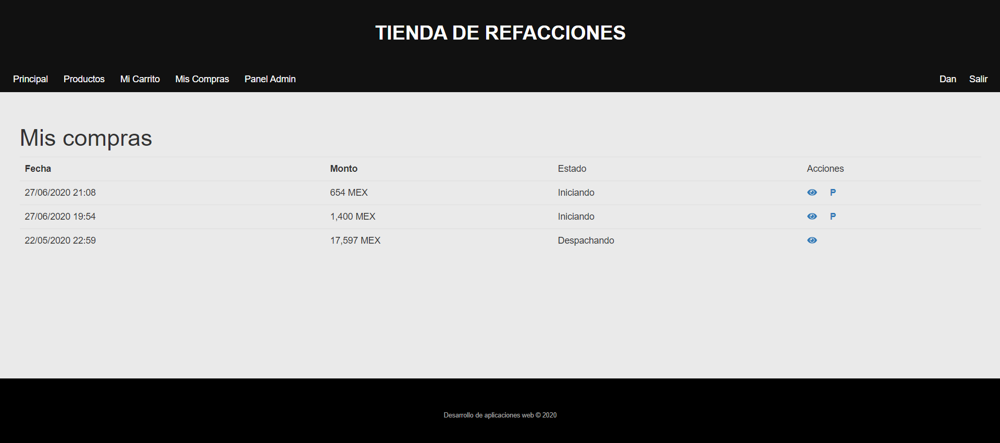 TIENDA DE REFACCIONES
Principal Productos Mi Carrito Mis Compras Panel Admin Dan Salir
Mis compras
Fecha Monto Estado Acciones
27/06/2020 21:08 654 MEX Iniciando P
27/06/2020 19:54 1,400 MEX Iniciando P
22/05/2020 22:59 17,597 MEX Despachando
Desarrollo de aplicaciones web © 2020